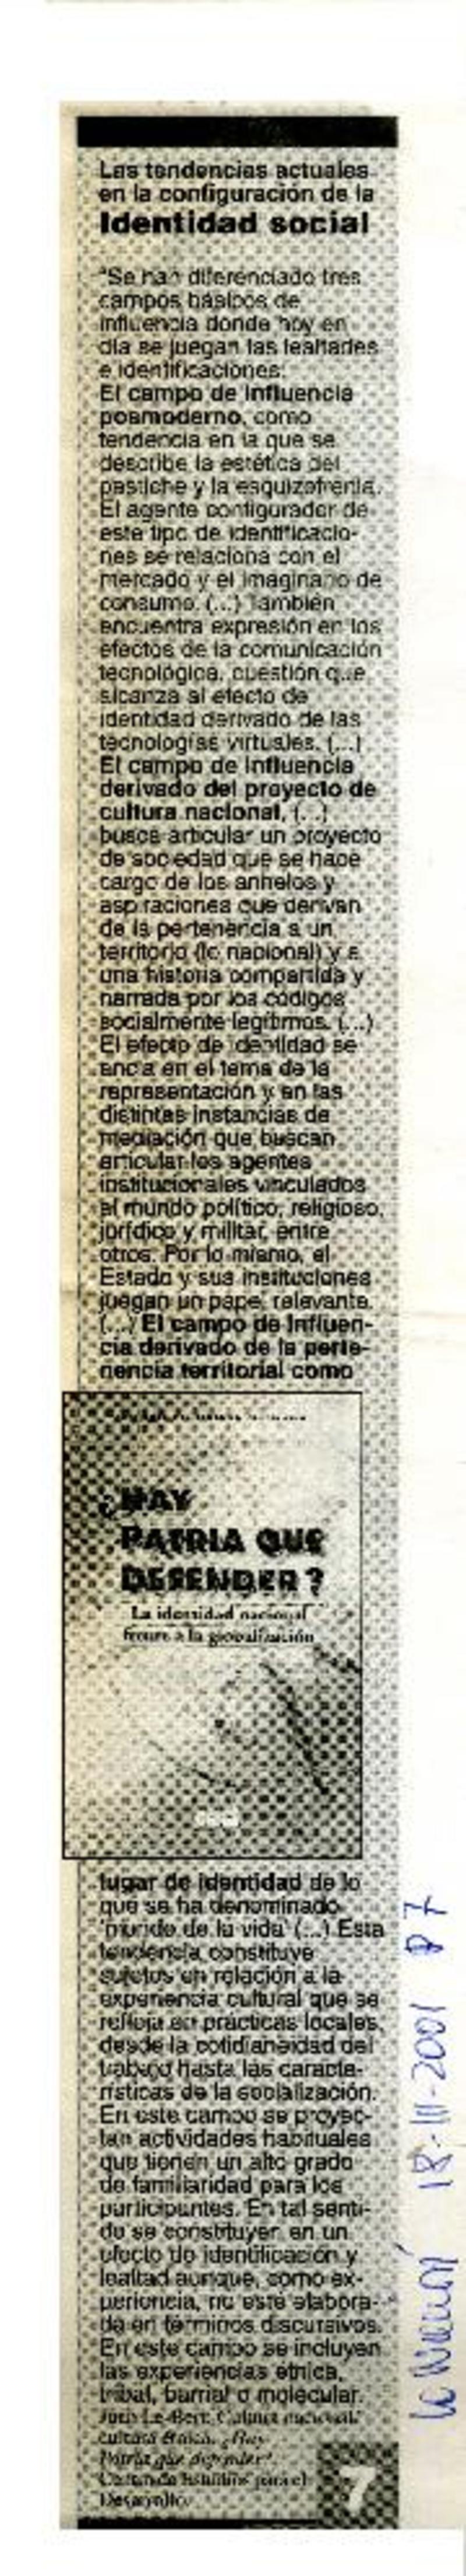 Las tendencias actuales
en la configuración de la
Identidad social
"Se han diferenciado tres
campos básicos de
influencia donde hoy en
día se juegan las lealtades
e identificaciones:
El campo de influencia
posmoderno, como
tendencia en la que se
describe la estética del
pastiche y la esquizofrenia.
El agente configurador de
este tipo de identificacio-
nes se relaciona con el
mercado y el imaginario de
consumo. (...) También
encuentra expresión en los
efectos de la comunicación
tecnológica, cuestión que
alcanza al efecto de
identidad derivado de las
tecnologías virtuales. (...)
El campo de influencia
derivado del proyecto de
cultura nacional, (...)
busca articular un proyecto
de sociedad que se hace
cargo de los anhelos y
aspiraciones que derivan
de la pertenencia a un
territorio (lo nacional) y a
una historia compartida y
narrada por los códigos
socialmente legítimos. (...)
El efecto de identidad se
ancla en el tema de la
representación y en las
distintas instancias de
mediación que buscan
articular los agentes
institucionales vinculados
al mundo político, religioso,
jurídico y militar, entre
otros. Por lo mismo, el
Estado y sus instituciones
juegan un papel relevante.
(...) El campo de influen-
cia derivado de la perte-
nencia territorial como
¿HAY
PATRIA QUE
DEFENDER?
La identidad nacional
frente a la globalización
lugar de identidad de lo
que se ha denominado
'mundo de la vida' (...) Esta
tendencia constituye
sujetos en relación a la
experiencia cultural que se
refleja en prácticas locales,
desde la cotidianeidad del
trabajo hasta las caracte-
rísticas de la socialización.
En este campo se proyec-
tan actividades habituales
que tienen un alto grado
de familiaridad para los
participantes. En tal senti-
do se constituyen en un
efecto de identificación y
lealtad aunque, como ex-
periencia, no esté elabora-
da en términos discursivos.
En este campo se incluyen
las experiencias étnica,
tribal, barrial o molecular.
Le-Bert: Cultura nacional,
cultura étnica. ¿Hay
Patria que defender?.
Centro de Estudios para el
Desarrollo.
7
La Nación 18-III-2001 p 7